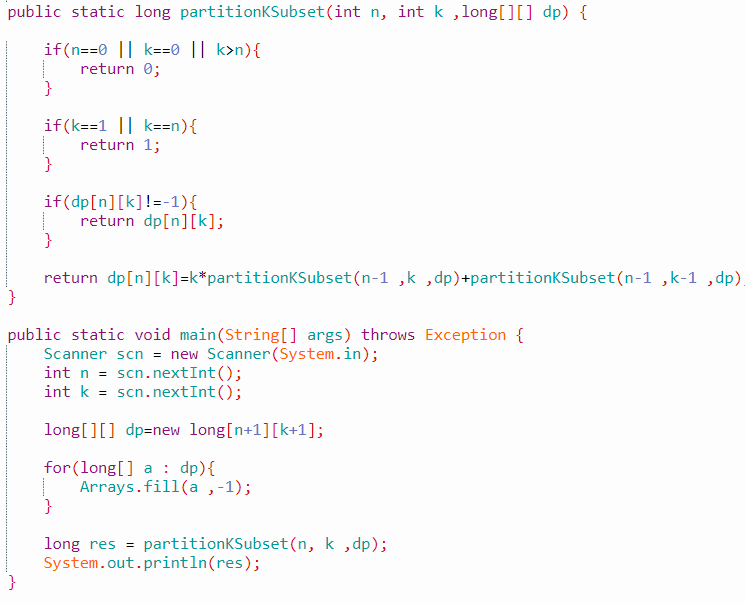 public static long partitionKSubset(int n, int k ,long[][] dp) {
if(n==0 || k==0 || k>n){
return 0;
}
if(k==1 || k==n){
return 1;
}
if(dp[n][k]!=-1){
return dp[n][k];
}
return dp[n][k]=k*partitionKSubset(n-1 ,k ,dp)+partitionKSubset(n-1 ,k-1 ,dp);
}
public static void main(String[] args) throws Exception {
Scanner scn = new Scanner(System.in);
int n = scn.nextInt();
int k = scn.nextInt();
long[][] dp=new long[n+1][k+1];
for(long[] a : dp){
Arrays.fill(a ,-1);
}
long res = partitionKSubset(n, k ,dp);
System.out.println(res);
}